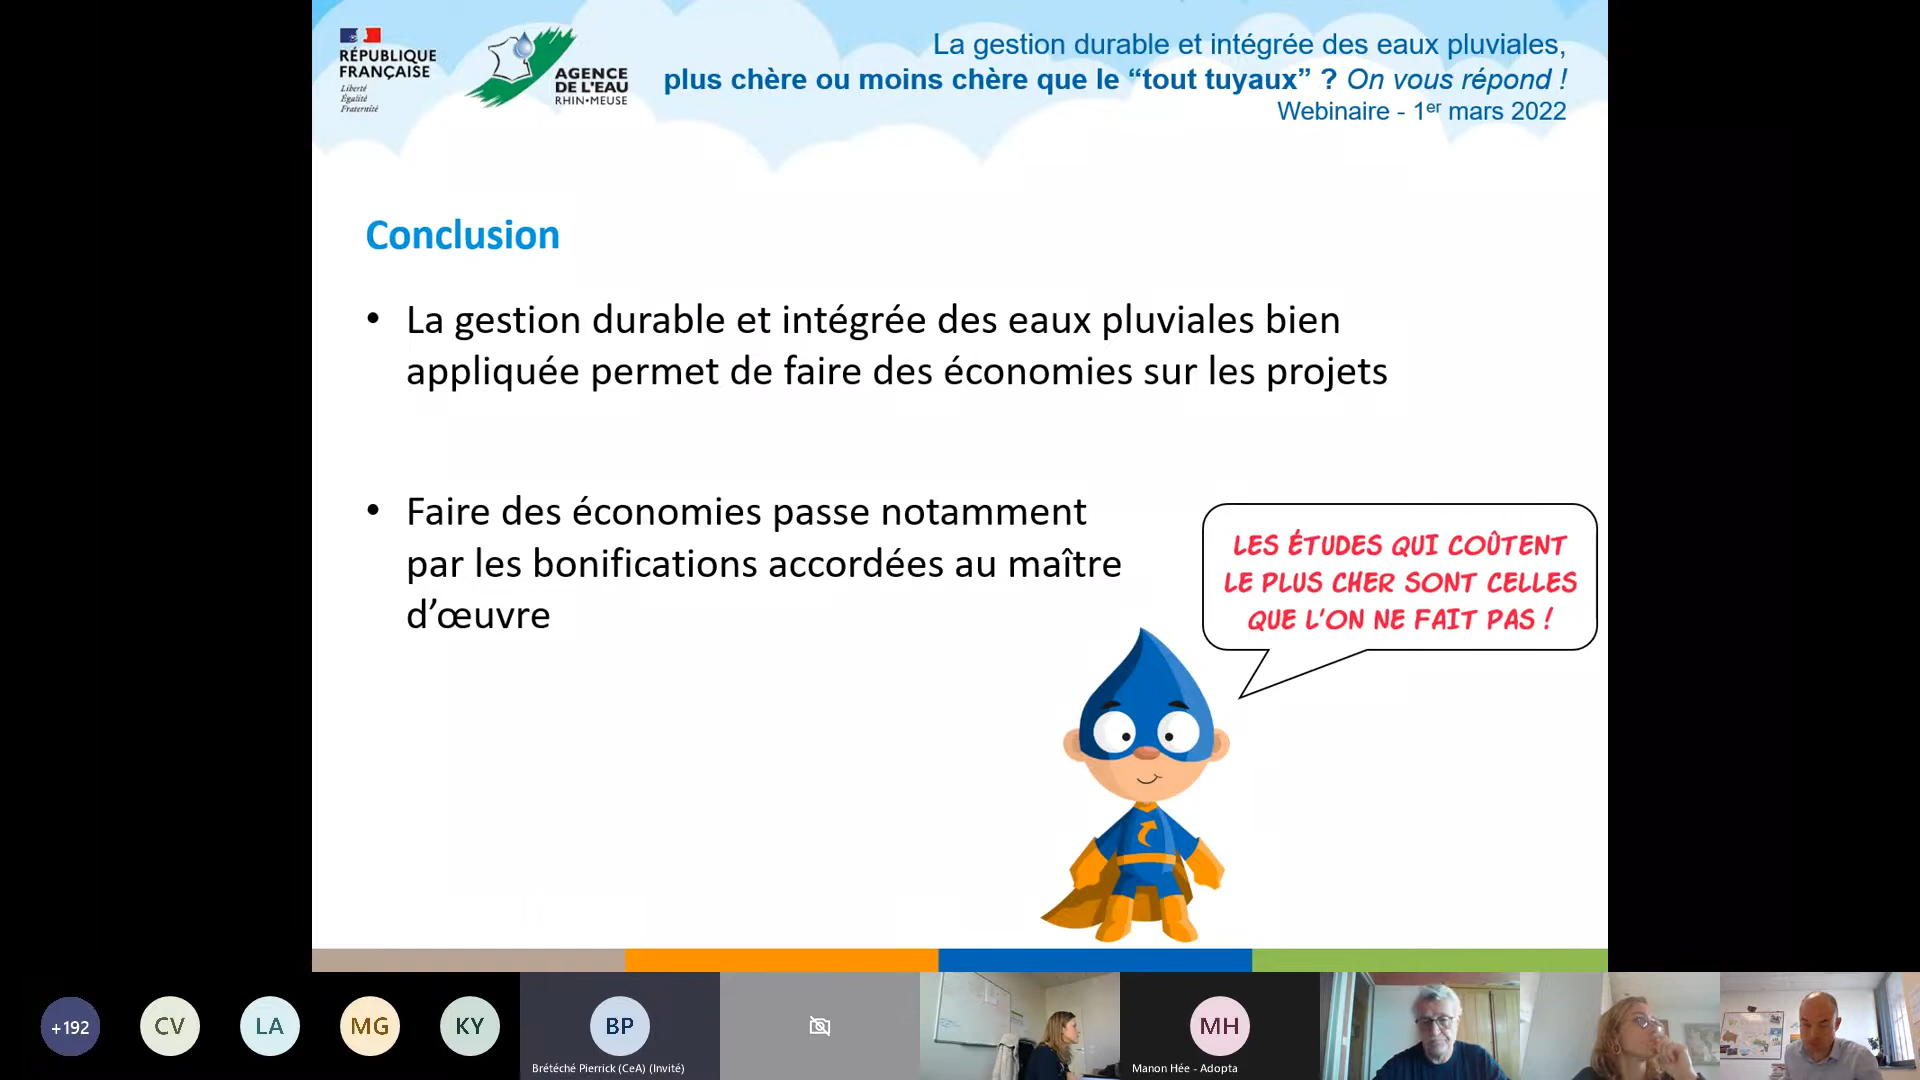 RÉPUBLIQUE
FRANÇAISE
Liberté
Égalité
Fraternité
AGENCE
DE L'EAU
RHIN•MEUSE
La gestion durable et intégrée des eaux pluviales,
plus chère ou moins chère que le “tout tuyaux” ? On vous répond !
Webinaire - 1er mars 2022
Conclusion
• La gestion durable et intégrée des eaux pluviales bien
appliquée permet de faire des économies sur les projets
• Faire des économies passe notamment
par les bonifications accordées au maître
d’œuvre
LES ÉTUDES QUI COÛTENT
LE PLUS CHER SONT CELLES
QUE L'ON NE FAIT PAS !
+192
CV
LA
MG
KY
BP
Brétéché Pierrick (CeA) (Invité)
MH
Manon Hée - Adopta